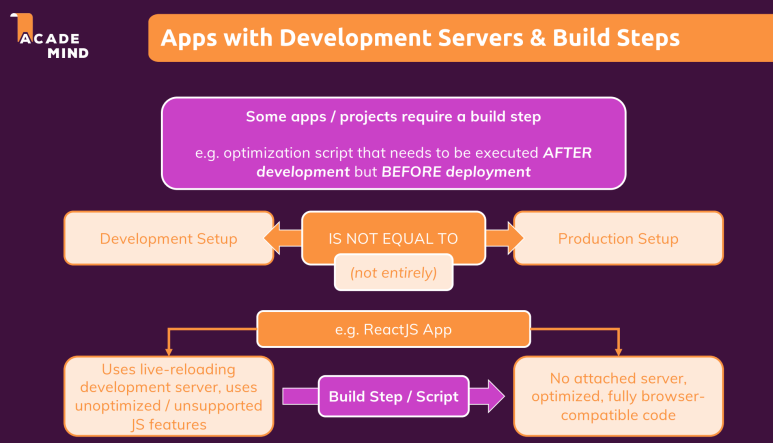 ACADE
MIND
Apps with Development Servers & Build Steps
Some apps / projects require a build step
e.g. optimization script that needs to be executed AFTER
development but BEFORE deployment
Development Setup
IS NOT EQUAL TO
Production Setup
(not entirely)
e.g. ReactJS App
Uses live-reloading
development server, uses
unoptimized / unsupported
JS features
Build Step / Script
No attached server,
optimized, fully browser-
compatible code